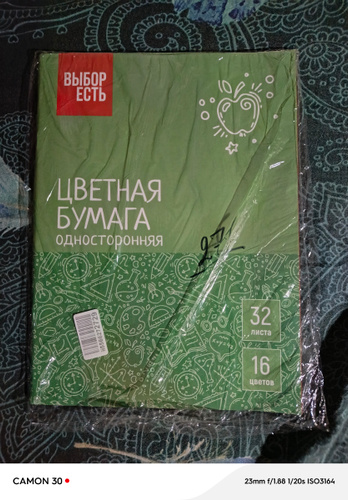 ВЫБОР
ЕСТЬ
ЦВЕТНАЯ
БУМАГА
ОДНОСТОРОННЯЯ
32
листа
16
цветов
CAMON 30
23mm f/1.88 1/20s ISO3164